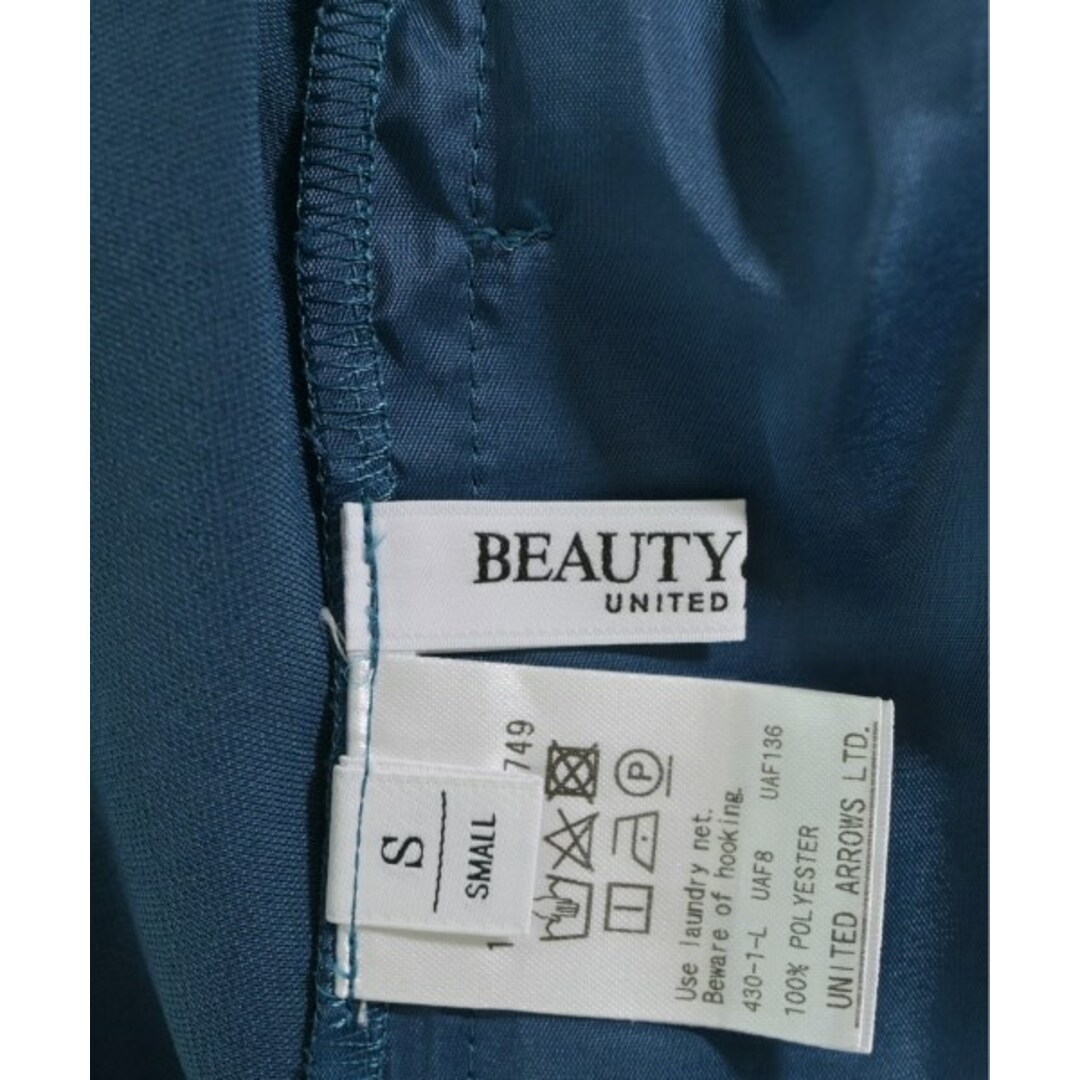 BEAUTY
UNITED
S
SMALL
749
P
Use laundry net.
Beware of hooking.
430-1-L UAF8 UAF136
100% POLYESTER
UNITED ARROWS LTD.